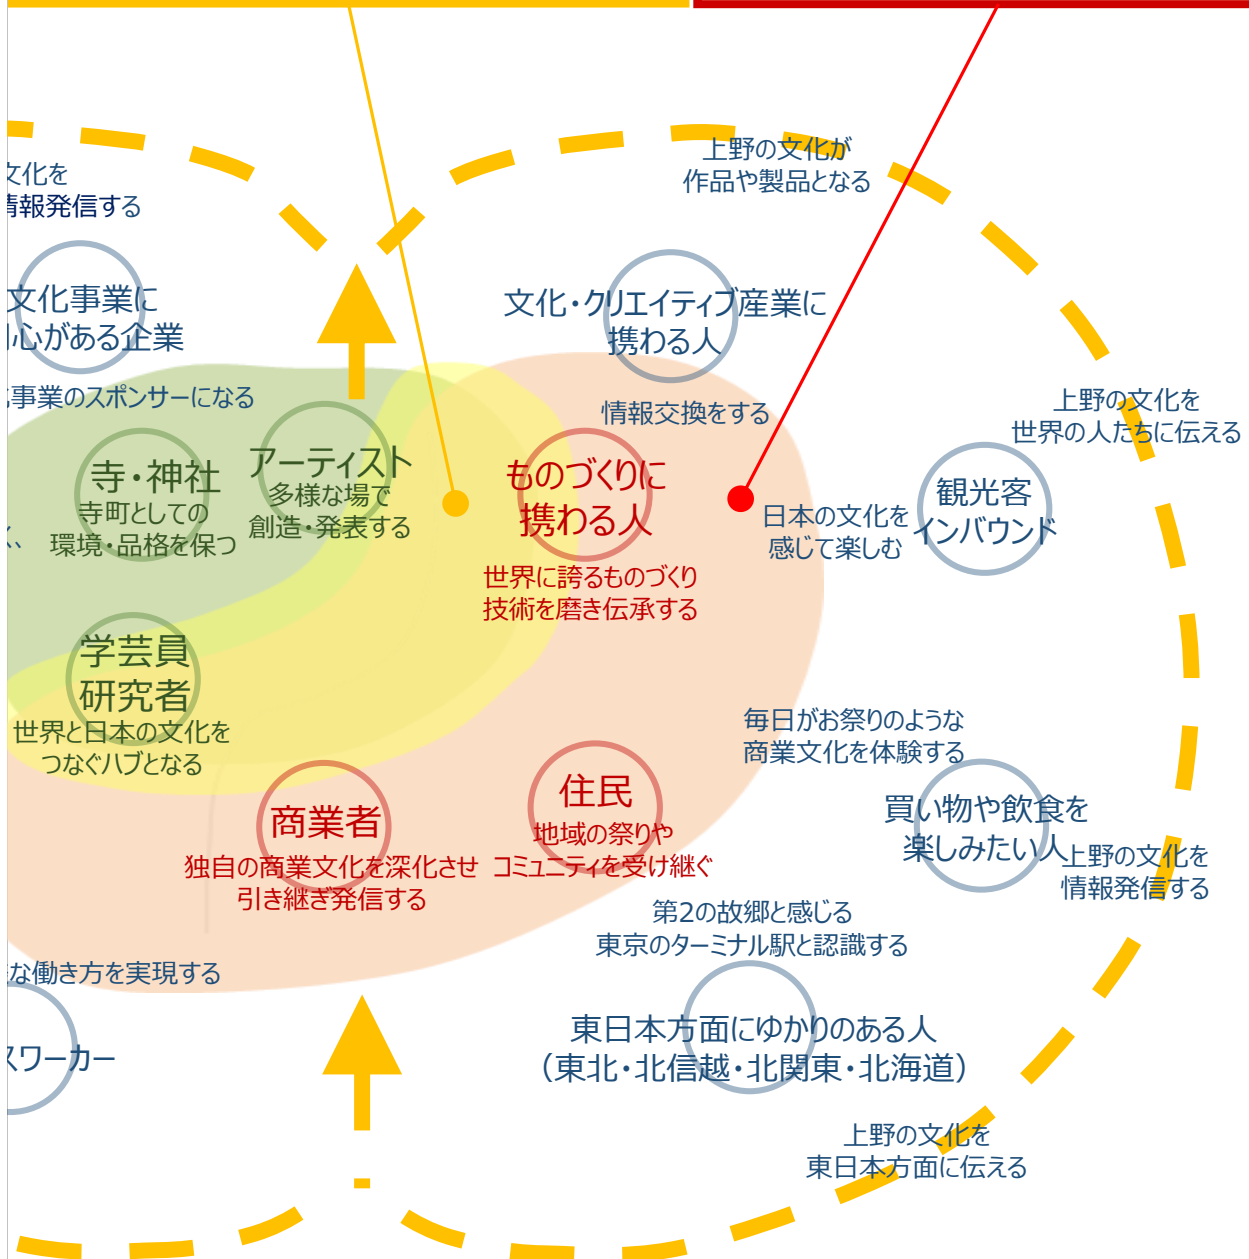 上野の文化が
作品や製品となる
文化を
情報発信する
文化事業に
心がある企業
事業のスポンサーになる
文化・クリエイティブ産業に
携わる人
情報交換をする
上野の文化を
世界の人たちに伝える
寺・神社
寺町としての
環境・品格を保つ
アーティスト
多様な場で
創造・発表する
ものづくりに
携わる人
世界に誇るものづくり
技術を磨き伝承する
日本の文化を
感じて楽しむ
観光客
インバウンド
学芸員
研究者
世界と日本の文化を
つなぐハブとなる
毎日がお祭りのような
商業文化を体験する
商業者
独自の商業文化を深化させ
引き継ぎ発信する
住民
地域の祭りや
コミュニティを受け継ぐ
買い物や飲食を
楽しみたい人
上野の文化を
情報発信する
第2の故郷と感じる
東京のターミナル駅と認識する
な働き方を実現する
スワーカー
東日本方面にゆかりのある人
（東北・北信越・北関東・北海道）
上野の文化を
東日本方面に伝える